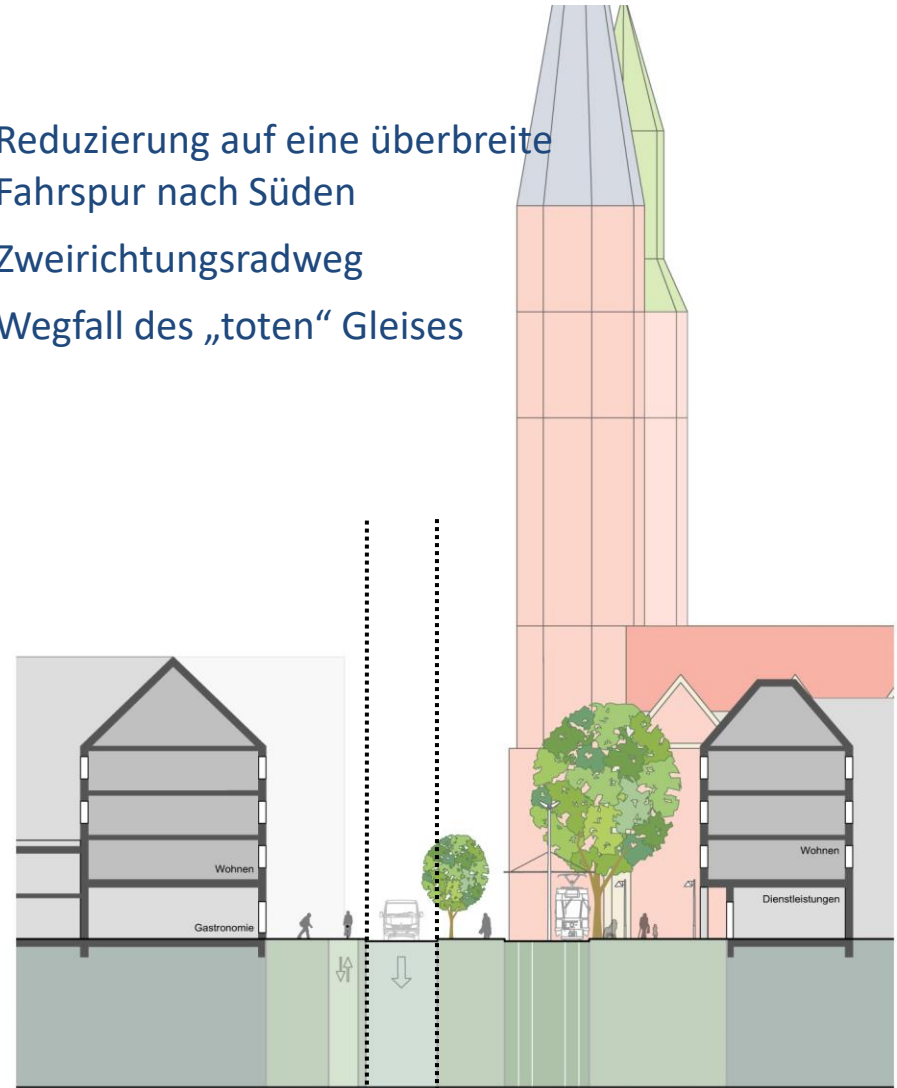 Reduzierung auf eine überbreite
Fahrspur nach Süden
Zweirichtungsradweg
Wegfall des „toten“ Gleises
Wohnen
Gastronomie
Wohnen
Dienstleistungen